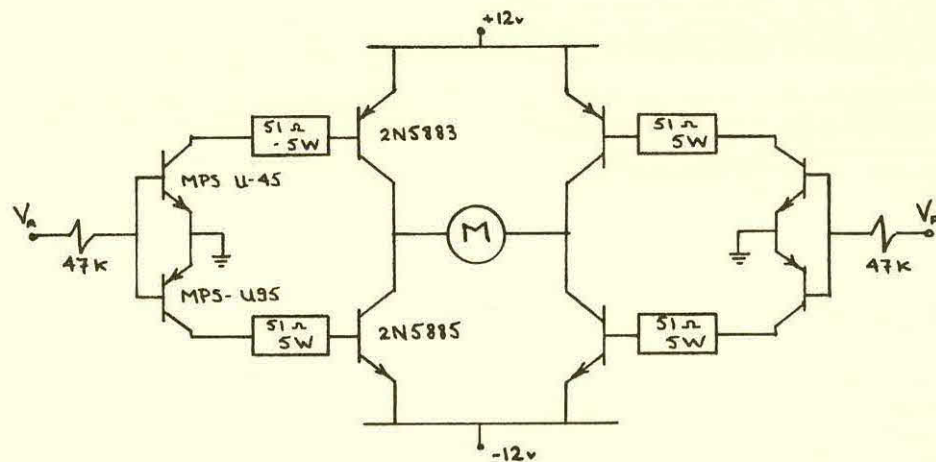 +12v
51 Ω
- 5W
2N5883
51 Ω
5W
MPS U-45
VA
47K
M
VB
47K
MPS- U95
51 Ω
5W
2N5885
51 Ω
5W
-12v